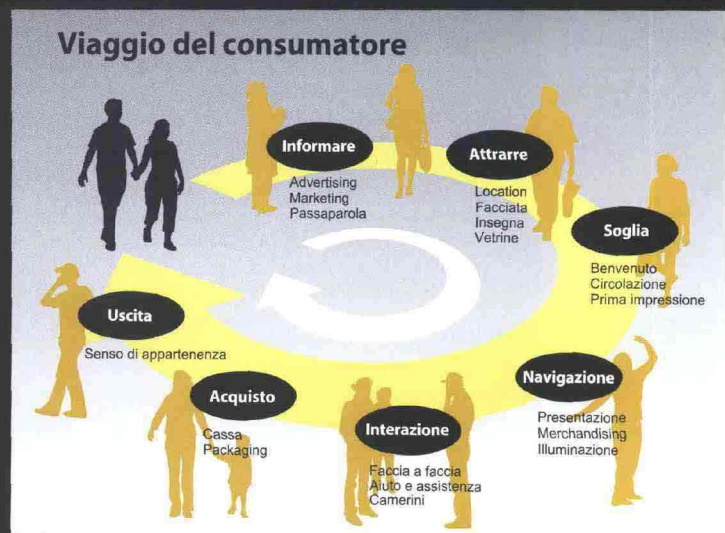 Viaggio del consumatore
Informare
Advertising
Marketing
Passaparola
Attrarre
Location
Facciata
Insegna
Vetrine
Soglia
Benvenuto
Circolazione
Prima impressione
Navigazione
Presentazione
Merchandising
Illuminazione
Interazione
Faccia a faccia
Aiuto e assistenza
Camerini
Acquisto
Cassa
Packaging
Uscita
Senso di appartenenza